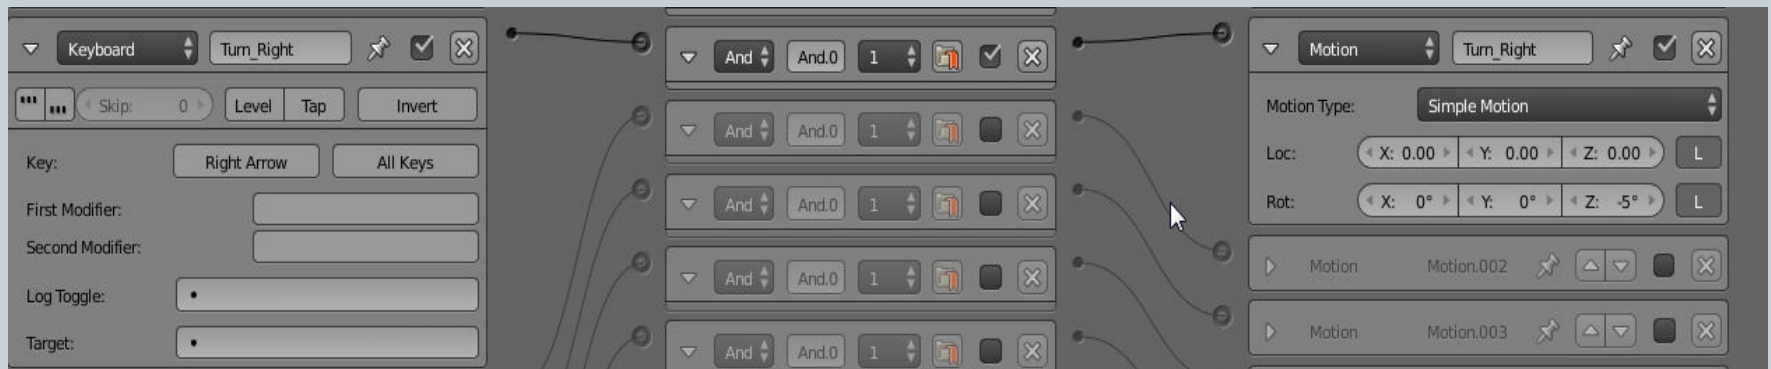 Keyboard Turn_Right
Skip: 0 Level Tap Invert
Key: Right Arrow All Keys
First Modifier:
Second Modifier:
Log Toggle:
Target:
And And.0 1
And And.0 1
And And.0 1
And And.0 1
And And.0 1
Motion Turn_Right
Motion Type: Simple Motion
Loc: X: 0.00 Y: 0.00 Z: 0.00 L
Rot: X: 0° Y: 0° Z: -5° L
Motion Motion.002
Motion Motion.003